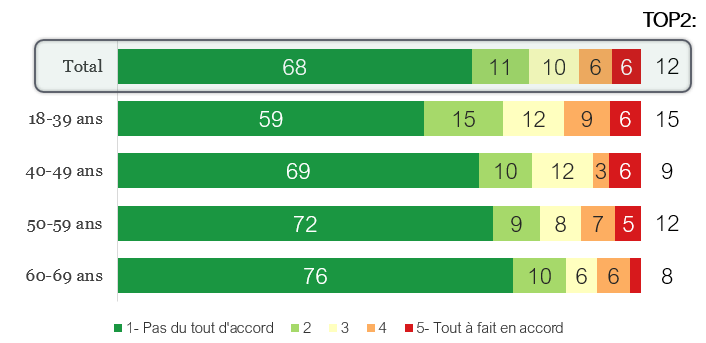 TOP2:
Total 68 11 10 6 6 12
18-39 ans 59 15 12 9 6 15
40-49 ans 69 10 12 3 6 9
50-59 ans 72 9 8 7 5 12
60-69 ans 76 10 6 6 8
1- Pas du tout d'accord 2 3 4 5- Tout à fait en accord